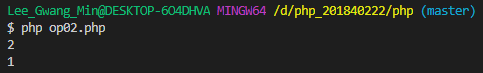 Lee_Gwang_Min@DESKTOP-6O4DHVA MINGW64 /d/php_201840222/php (master)
$ php op02.php
2
1